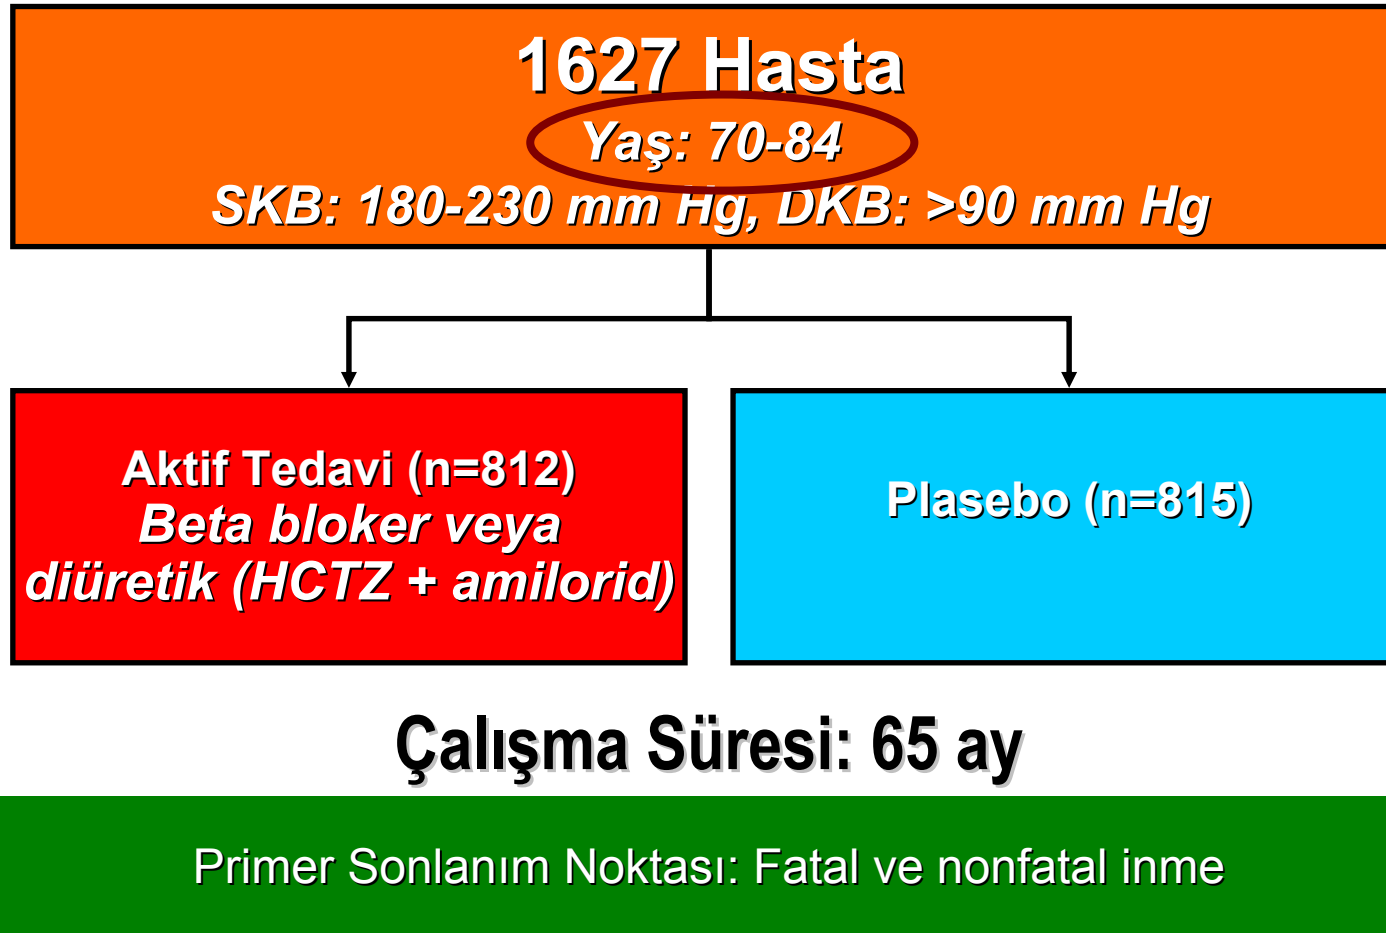 1627 Hasta
Yaş: 70-84
SKB: 180-230 mm Hg, DKB: >90 mm Hg
Aktif Tedavi (n=812)
Beta bloker veya
diüretik (HCTZ + amilorid)
Plasebo (n=815)
Çalışma Süresi: 65 ay
Primer Sonlanım Noktası: Fatal ve nonfatal inme